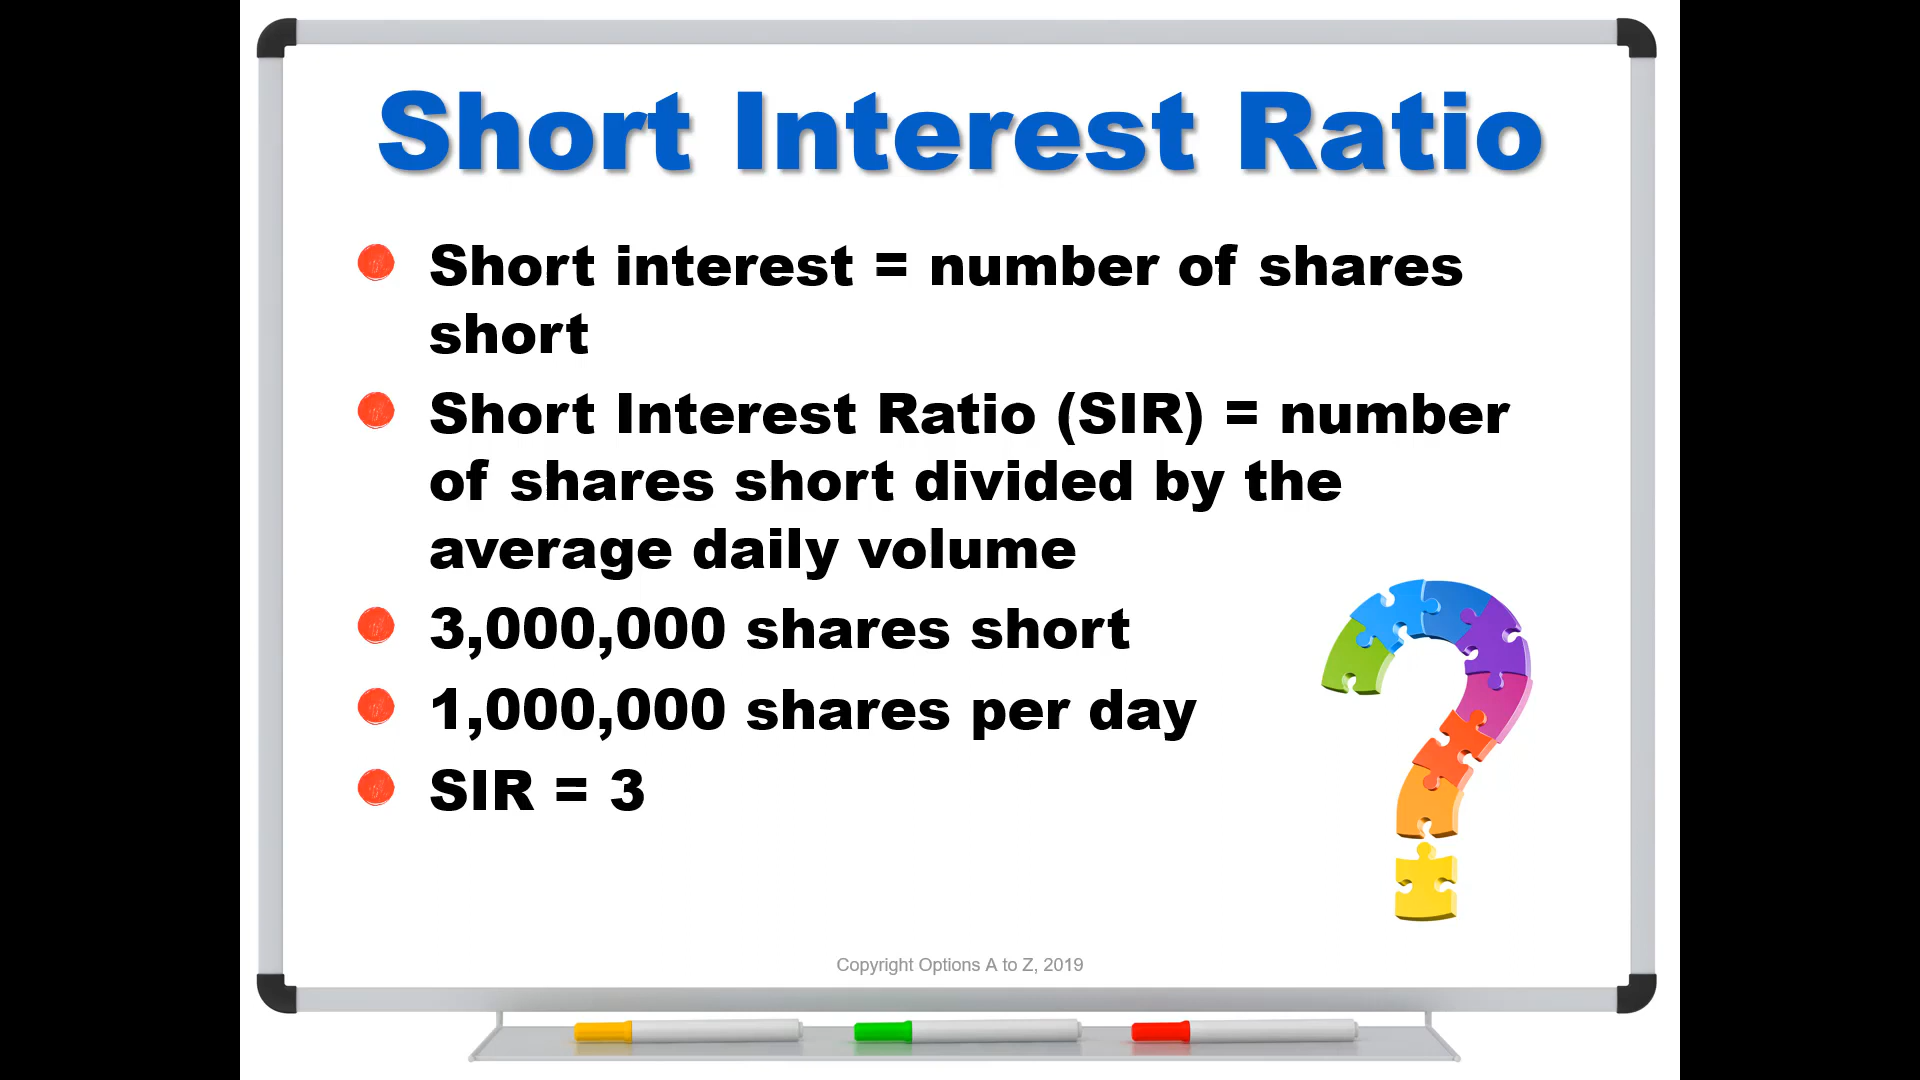 Short Interest Ratio
Short interest = number of shares
short
Short Interest Ratio (SIR) = number
of shares short divided by the
average daily volume
3,000,000 shares short
1,000,000 shares per day
SIR = 3
Copyright Options A to Z, 2019